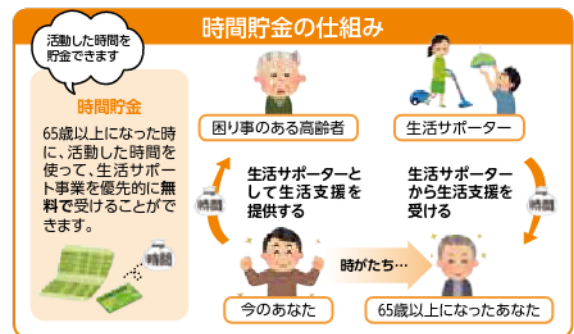 時間貯金の仕組み
活動した時間を
貯金できます
時間貯金
65歳以上になった時
に、活動した時間を
使って、生活サポー
ト事業を優先的に無
料で受けることがで
きます。
時間
困り事のある高齢者
生活サポーター
時間
生活サポーターと
して生活支援を
提供する
生活サポーター
から生活支援を
受ける
時間
時がたち…
今のあなた
65歳以上になったあなた